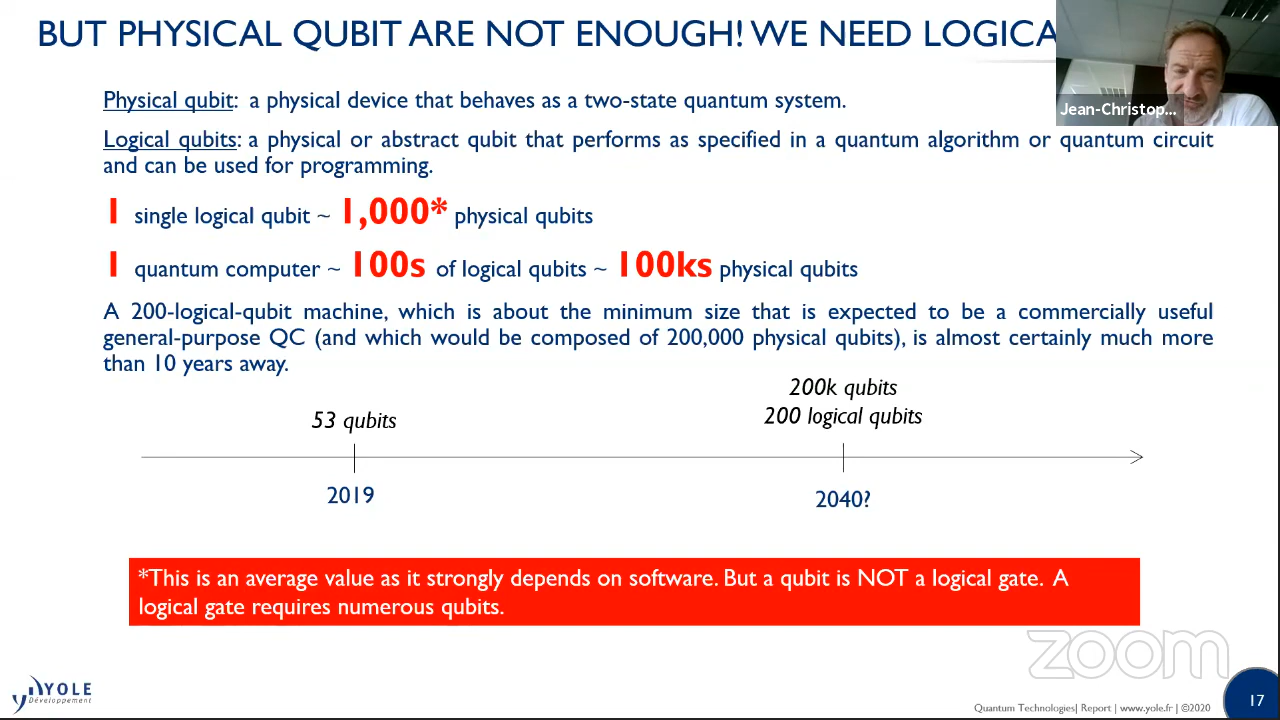 BUT PHYSICAL QUBIT ARE NOT ENOUGH! WE NEED LOGICA
Jean-Christop...
Physical qubit: a physical device that behaves as a two-state quantum system.
Logical qubits: a physical or abstract qubit that performs as specified in a quantum algorithm or quantum circuit
and can be used for programming.
1 single logical qubit ~ 1,000* physical qubits
1 quantum computer ~ 100s of logical qubits ~ 100ks physical qubits
A 200-logical-qubit machine, which is about the minimum size that is expected to be a commercially useful
general-purpose QC (and which would be composed of 200,000 physical qubits), is almost certainly much more
than 10 years away.
200k qubits
53 qubits
200 logical qubits
2019
2040?
*This is an average value as it strongly depends on software. But a qubit is NOT a logical gate. A
logical gate requires numerous qubits.
zoom
YOLE
Développement
Quantum Technologies| Report | www.yole.fr | ©2020
17